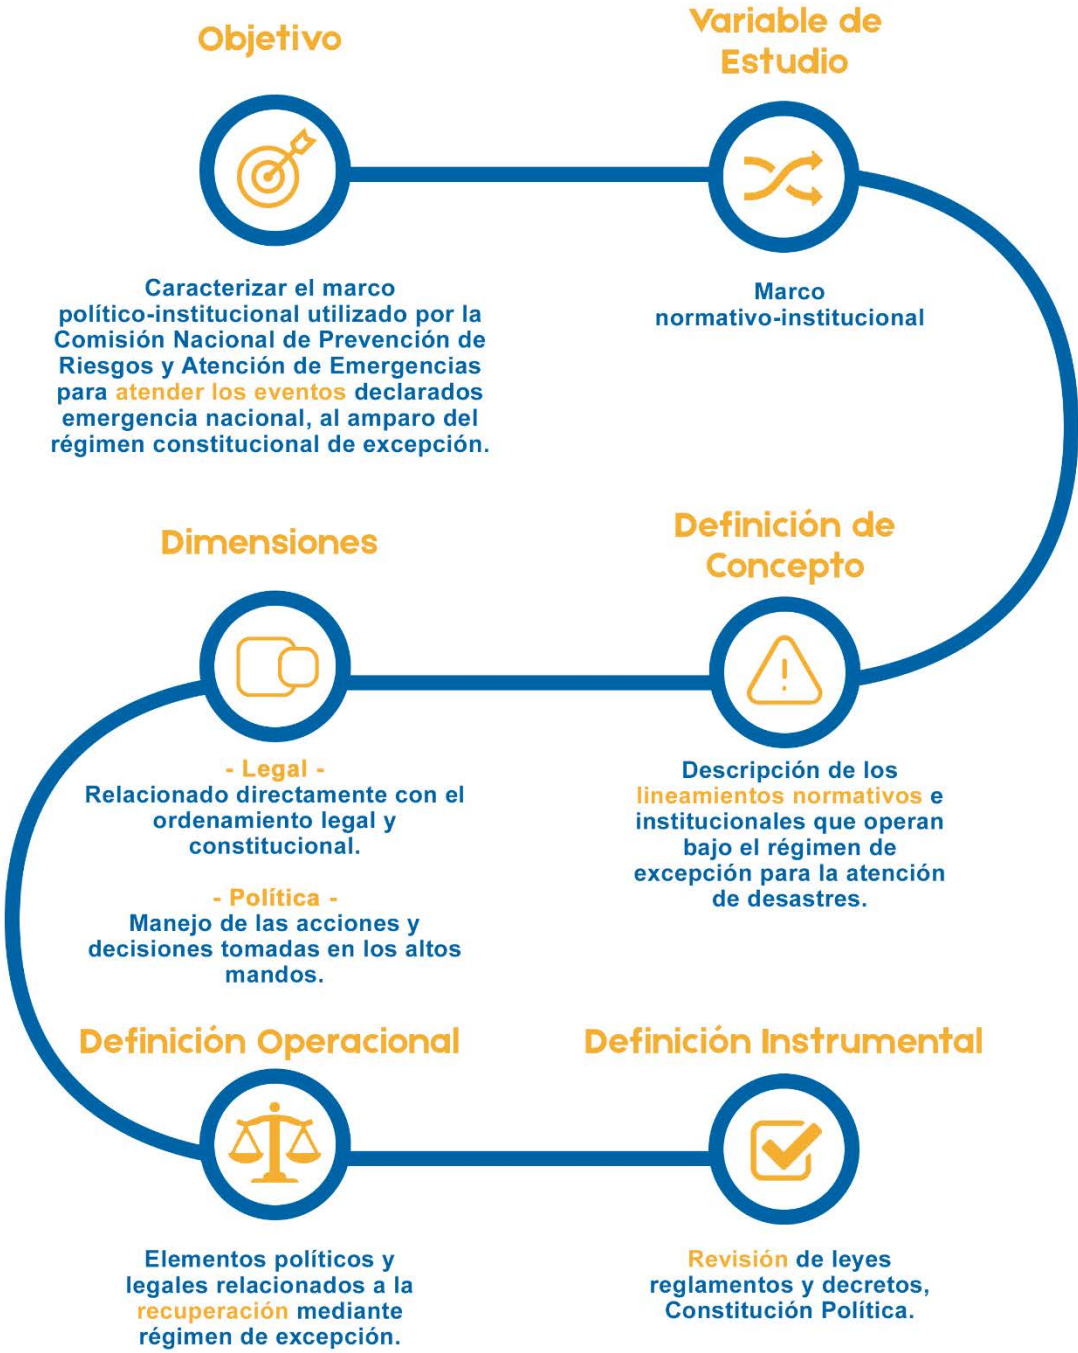 Objetivo
Caracterizar el marco
político-institucional utilizado por la
Comisión Nacional de Prevención de
Riesgos y Atención de Emergencias
para atender los eventos declarados
emergencia nacional, al amparo del
régimen constitucional de excepción.
Variable de
Estudio
Marco
normativo-institucional
Definición de
Concepto
Descripción de los
lineamientos normativos e
institucionales que operan
bajo el régimen de
excepción para la atención
de desastres.
Dimensiones
- Legal -
Relacionado directamente con el
ordenamiento legal y
constitucional.
- Política -
Manejo de las acciones y
decisiones tomadas en los altos
mandos.
Definición Operacional
Elementos políticos y
legales relacionados a la
recuperación mediante
régimen de excepción.
Definición Instrumental
Revisión de leyes
reglamentos y decretos,
Constitución Política.